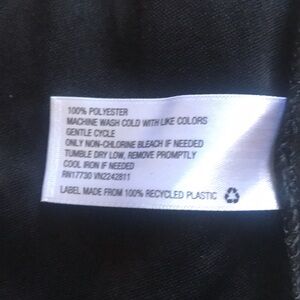 100% POLYESTER
MACHINE WASH COLD WITH LIKE COLORS
GENTLE CYCLE
ONLY NON-CHLORINE BLEACH IF NEEDED
TUMBLE DRY LOW, REMOVE PROMPTLY
COOL IRON IF NEEDED
RN17730 VN2242811
LABEL MADE FROM 100% RECYCLED PLASTIC